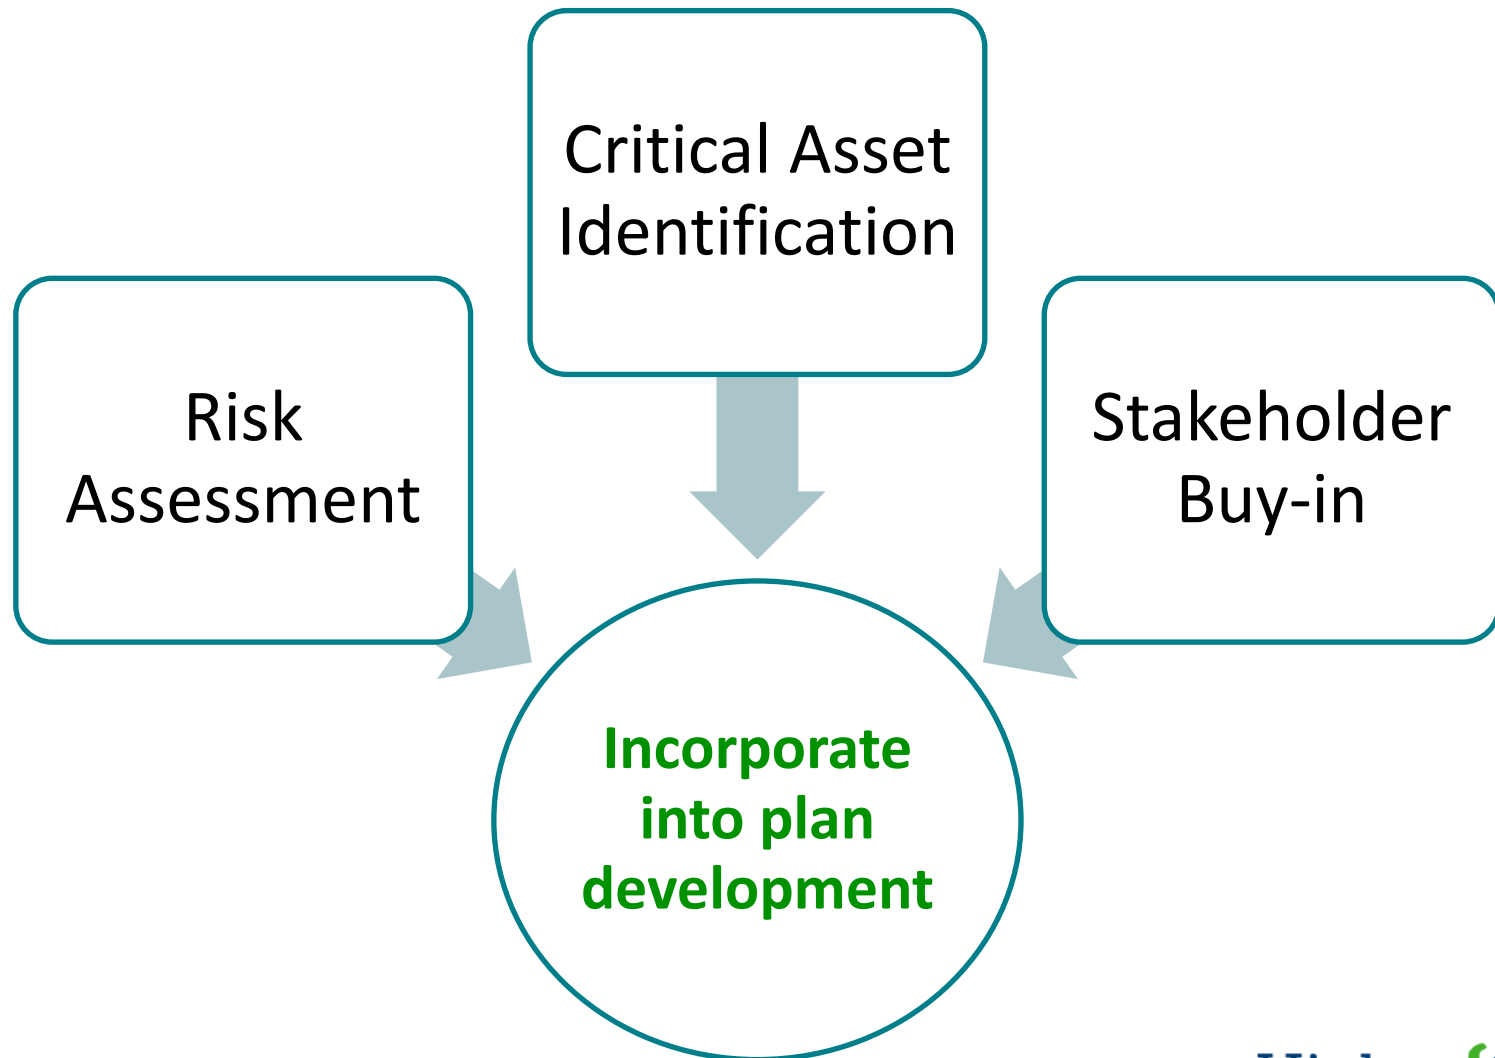 Critical Asset
Identification
Risk
Assessment
Stakeholder
Buy-in
Incorporate
into plan
development